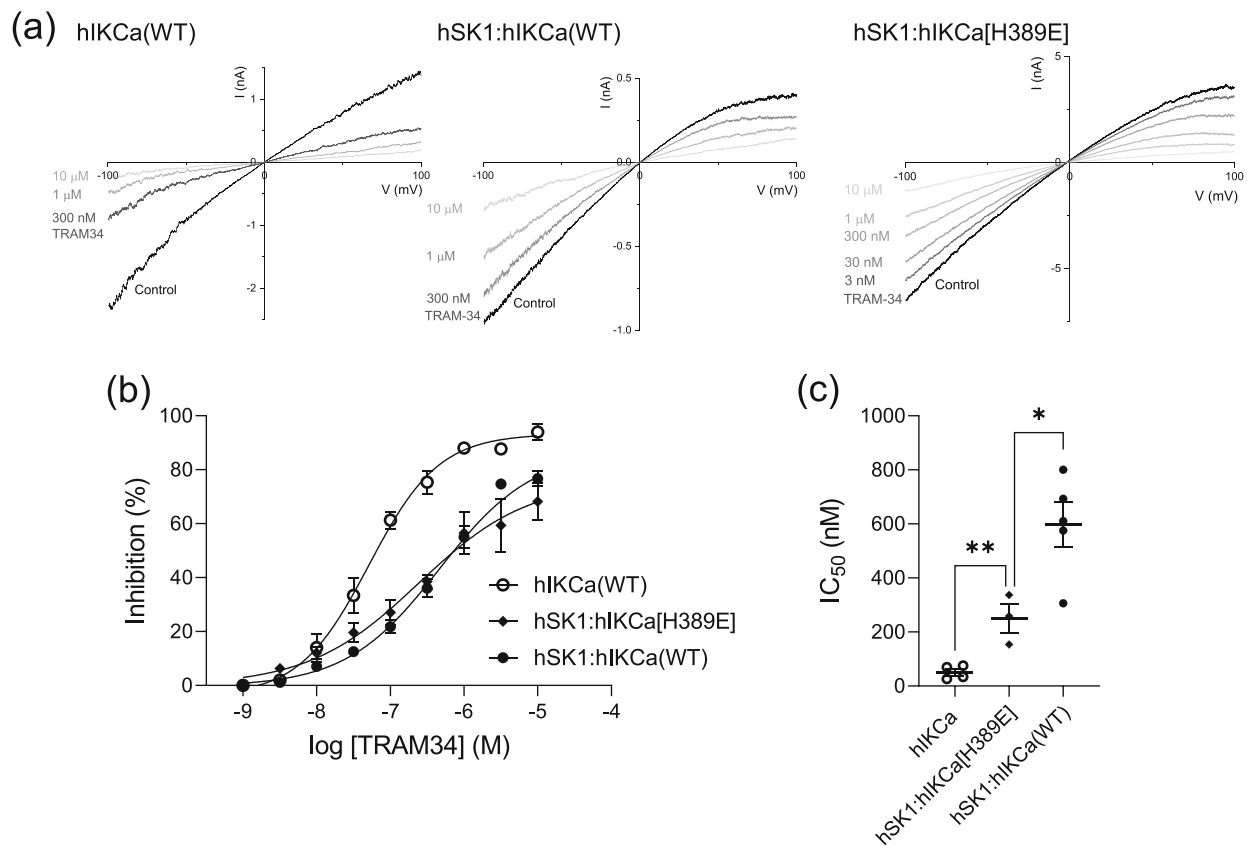 (a)
hIKCa(WT)
hSK1:hIKCa(WT)
hSK1:hIKCa[H389E]
I (nA)
1
-100
0
100
V (mV)
10 μM
1 μM
300 nM
TRAM34
-1
Control
-2
0.5
I (nA)
-100
0.0
0
100
V (mV)
10 μM
1 μM
-0.5
300 nM
TRAM-34
Control
-1.0
5
I (nA)
-100
0
100
V (mV)
10 μM
1 μM
300 nM
30 nM
3 nM
TRAM-34
-5
Control
(b)
Inhibition (%)
100
80
60
40
20
0
-9
-8
-7
-6
-5
-4
log [TRAM34] (M)
hIKCa(WT)
hSK1:hIKCa[H389E]
hSK1:hIKCa(WT)
(c)
IC50 (nM)
1000
800
600
400
200
0
**
*
hIKCa
hSK1:hIKCa[H389E]
hSK1:hIKCa(WT)